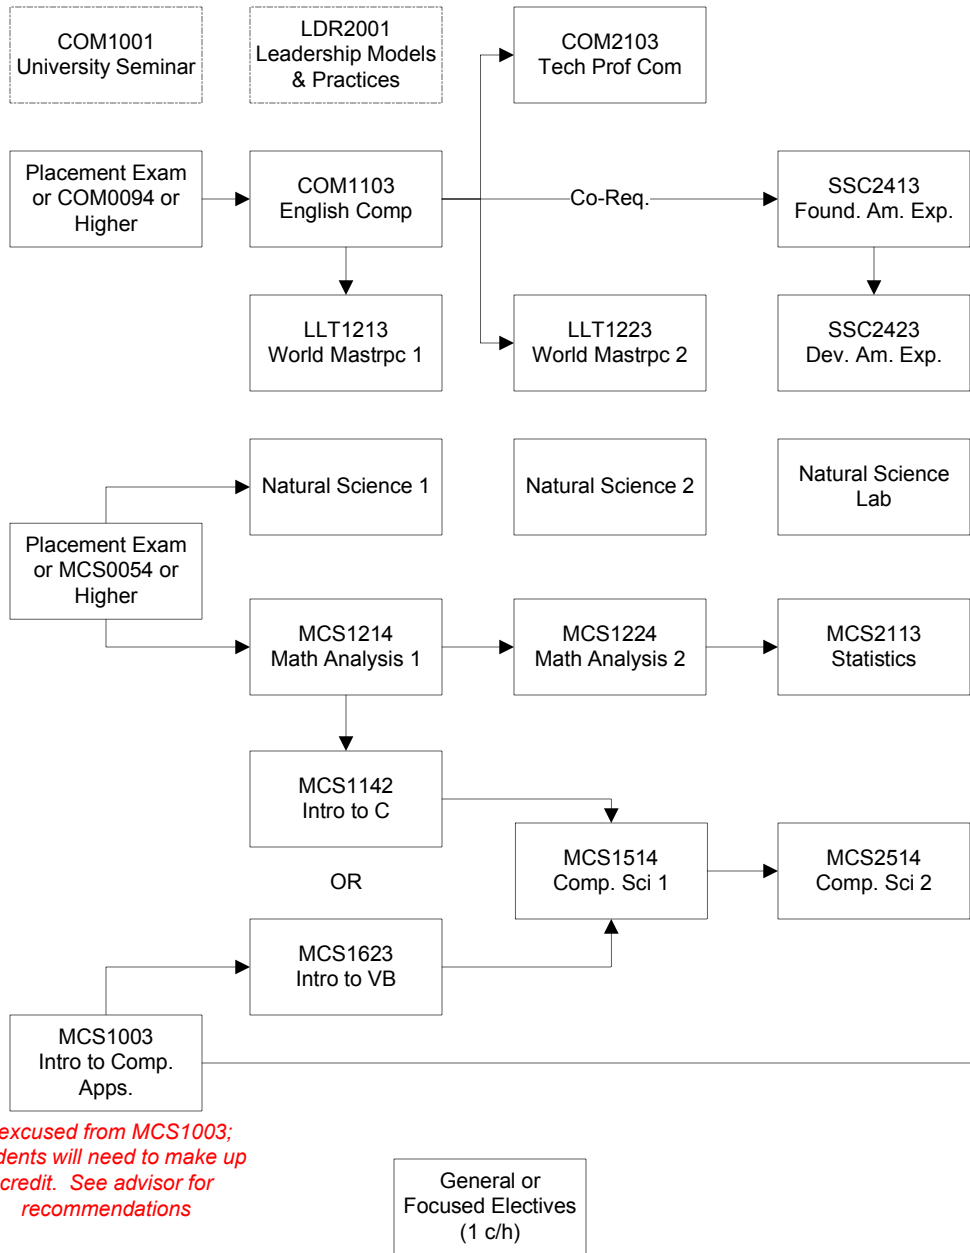 COM1001
University Seminar
LDR2001
Leadership Models
& Practices
COM2103
Tech Prof Com
Placement Exam
or COM0094 or
Higher
COM1103
English Comp
Co-Req.
SSC2413
Found. Am. Exp.
LLT1213
World Mastrpc 1
LLT1223
World Mastrpc 2
SSC2423
Dev. Am. Exp.
Natural Science 1
Natural Science 2
Natural Science
Lab
Placement Exam
or MCS0054 or
Higher
MCS1214
Math Analysis 1
MCS1224
Math Analysis 2
MCS2113
Statistics
MCS1142
Intro to C
OR
MCS1514
Comp. Sci 1
MCS2514
Comp. Sci 2
MCS1623
Intro to VB
MCS1003
Intro to Comp.
Apps.
excused from MCS1003;
dents will need to make up
credit. See advisor for
recommendations
General or
Focused Electives
(1 c/h)